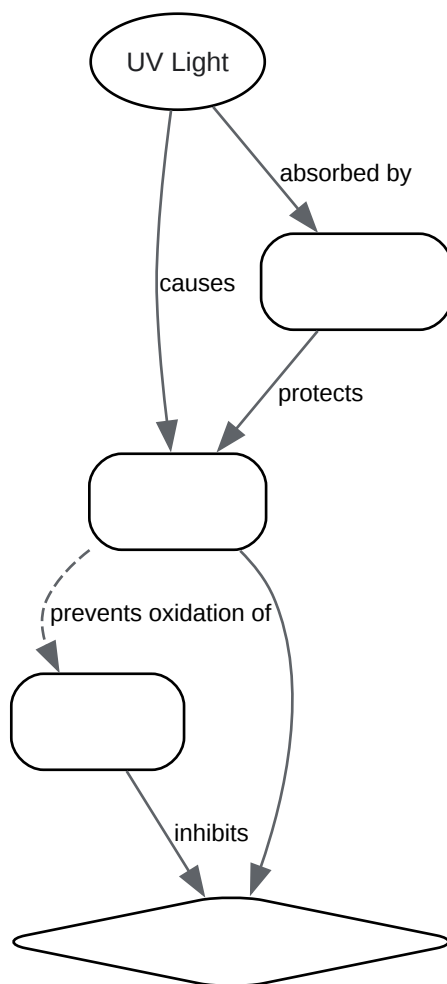 UV Light
absorbed by
causes
protects
prevents oxidation of
inhibits